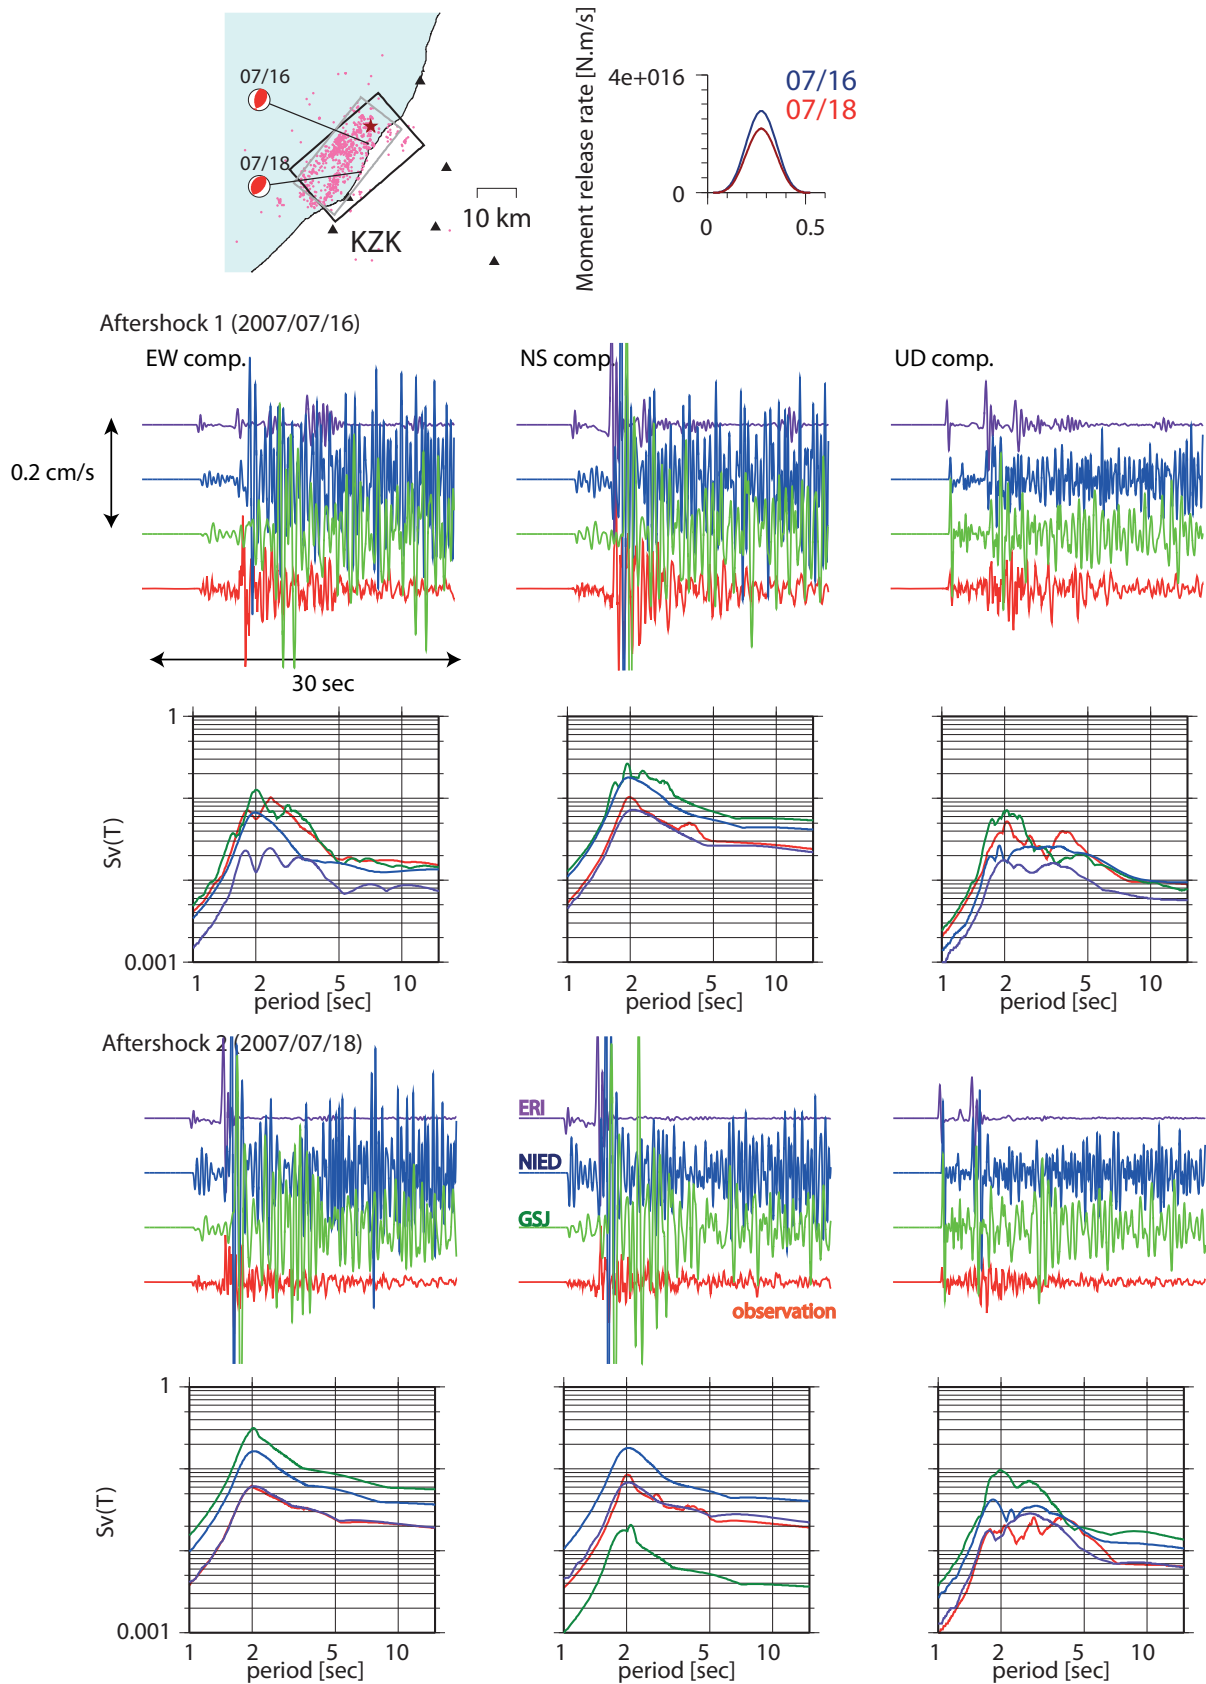 07/16
07/18
KZK
10 km
Moment release rate [N.m/s]
4e+016
0
0
0.5
07/16
07/18
Aftershock 1 (2007/07/16)
EW comp.
NS comp.
UD comp.
0.2 cm/s
30 sec
1
0.001
Sv(T)
1 2 5 10
period [sec]
1 2 5 10
period [sec]
1 2 5 10
period [sec]
Aftershock 2 (2007/07/18)
ERI
NIED
GSJ
observation
1
0.001
Sv(T)
1 2 5 10
period [sec]
1 2 5 10
period [sec]
1 2 5 10
period [sec]